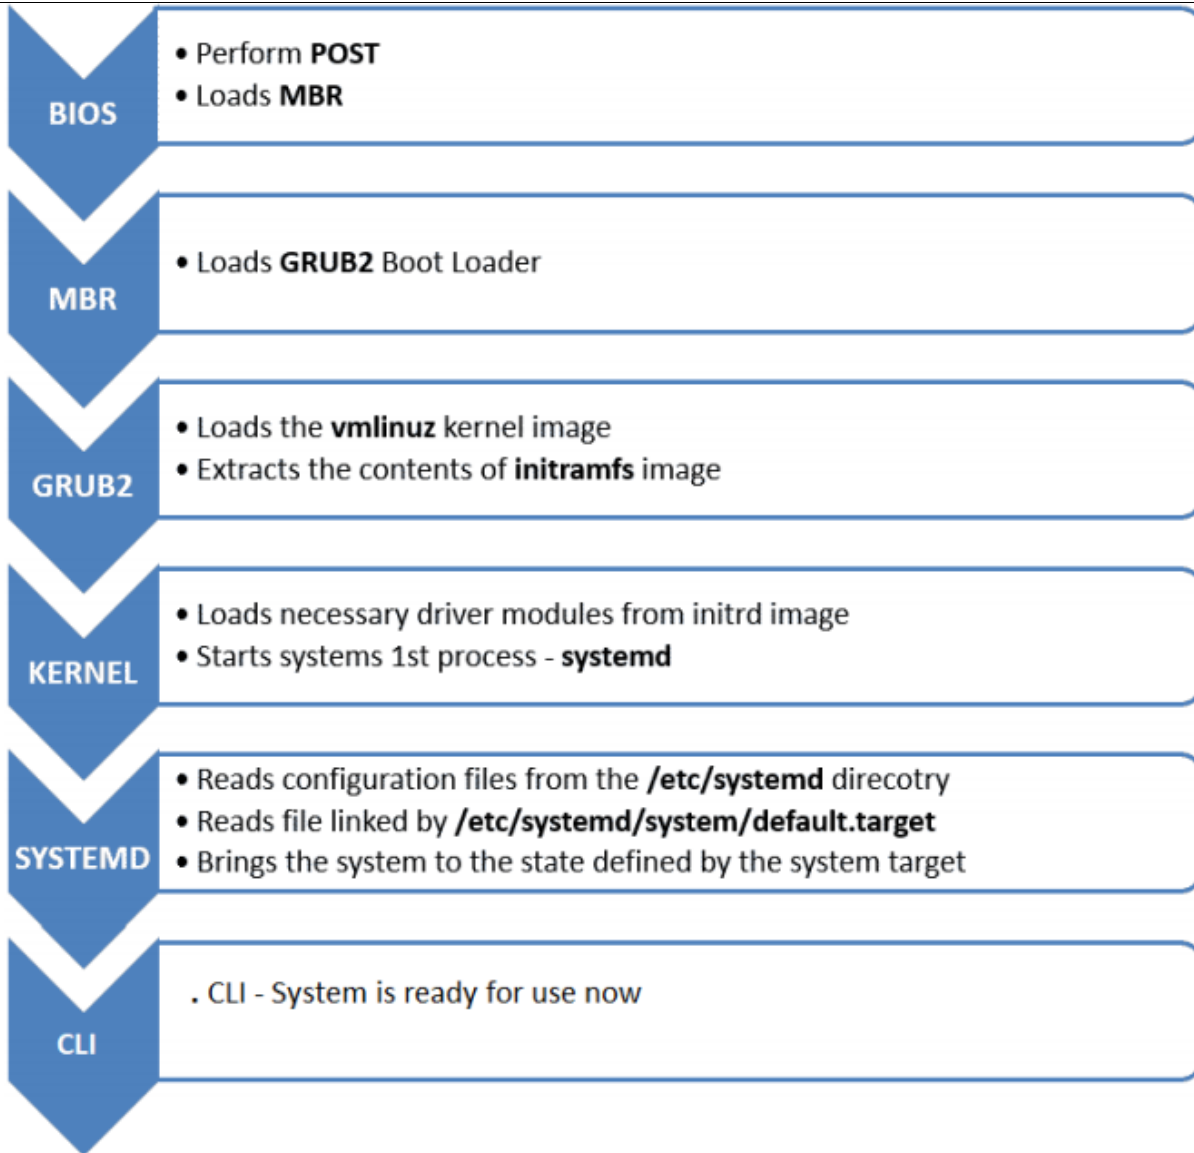 BIOS
• Perform POST
• Loads MBR
MBR
• Loads GRUB2 Boot Loader
GRUB2
• Loads the vmlinuz kernel image
• Extracts the contents of initramfs image
KERNEL
• Loads necessary driver modules from initrd image
• Starts systems 1st process - systemd
SYSTEMD
• Reads configuration files from the /etc/systemd direcotry
• Reads file linked by /etc/systemd/system/default.target
• Brings the system to the state defined by the system target
CLI
. CLI - System is ready for use now